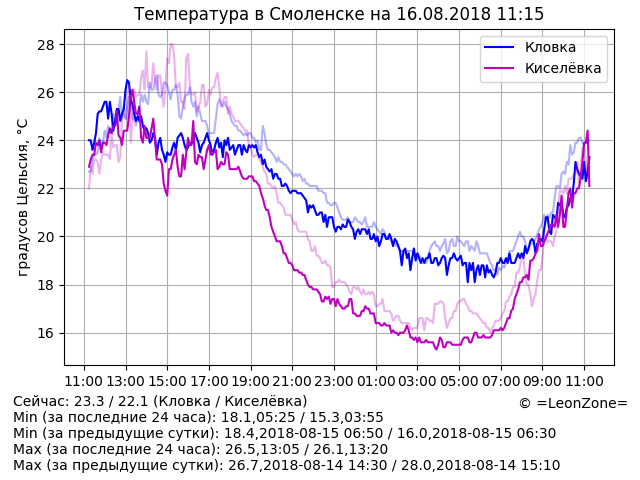 Температура в Смоленске на 16.08.2018 11:15
градусов Цельсия, °C
28
26
24
22
20
18
16
Кловка
Киселёвка
11:00 13:00 15:00 17:00 19:00 21:00 23:00 01:00 03:00 05:00 07:00 09:00 11:00
Сейчас: 23.3 / 22.1 (Кловка / Киселёвка)
© =LeonZone=
Min (за последние 24 часа): 18.1,05:25 / 15.3,03:55
Min (за предыдущие сутки): 18.4,2018-08-15 06:50 / 16.0,2018-08-15 06:30
Max (за последние 24 часа): 26.5,13:05 / 26.1,13:20
Max (за предыдущие сутки): 26.7,2018-08-14 14:30 / 28.0,2018-08-14 15:10